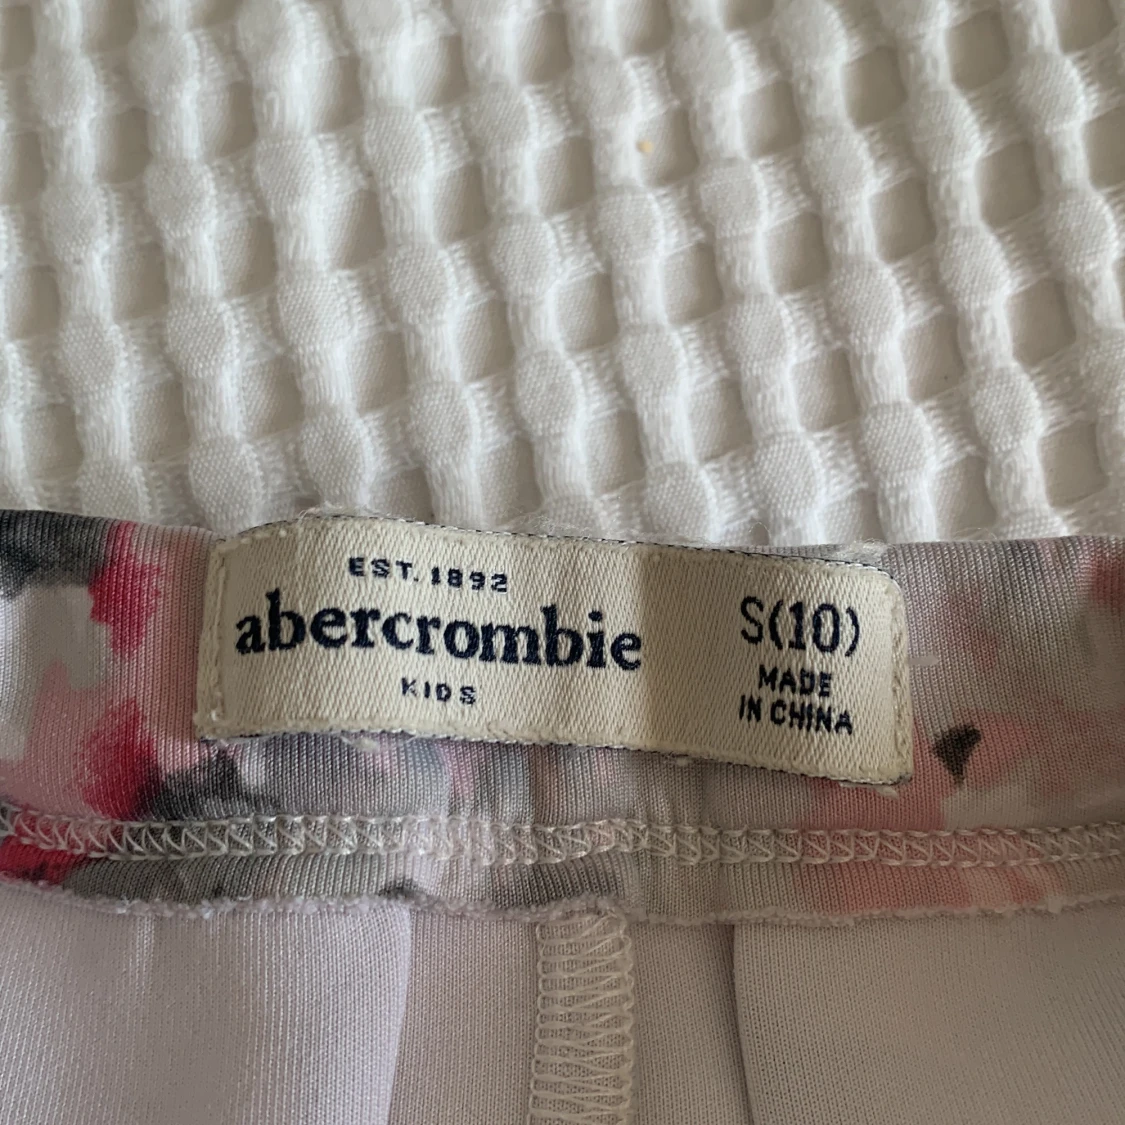 EST. 1892
abercrombie
KIDS
S(10)
MADE
IN CHINA